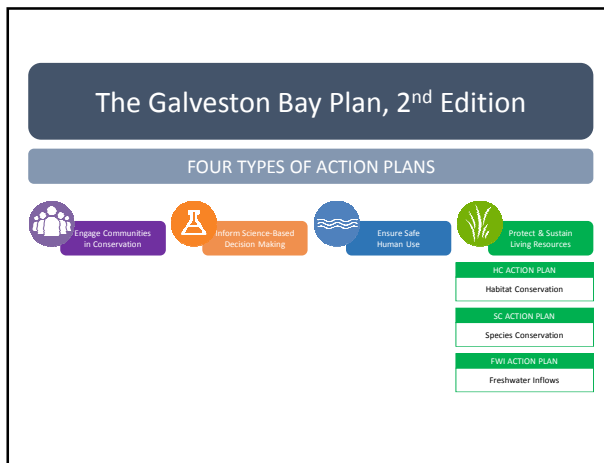 The Galveston Bay Plan, 2nd Edition
FOUR TYPES OF ACTION PLANS
Engage Communities
in Conservation
Inform Science-Based
Decision Making
Ensure Safe
Human Use
Protect & Sustain
Living Resources
HC ACTION PLAN
Habitat Conservation
SC ACTION PLAN
Species Conservation
FWI ACTION PLAN
Freshwater Inflows